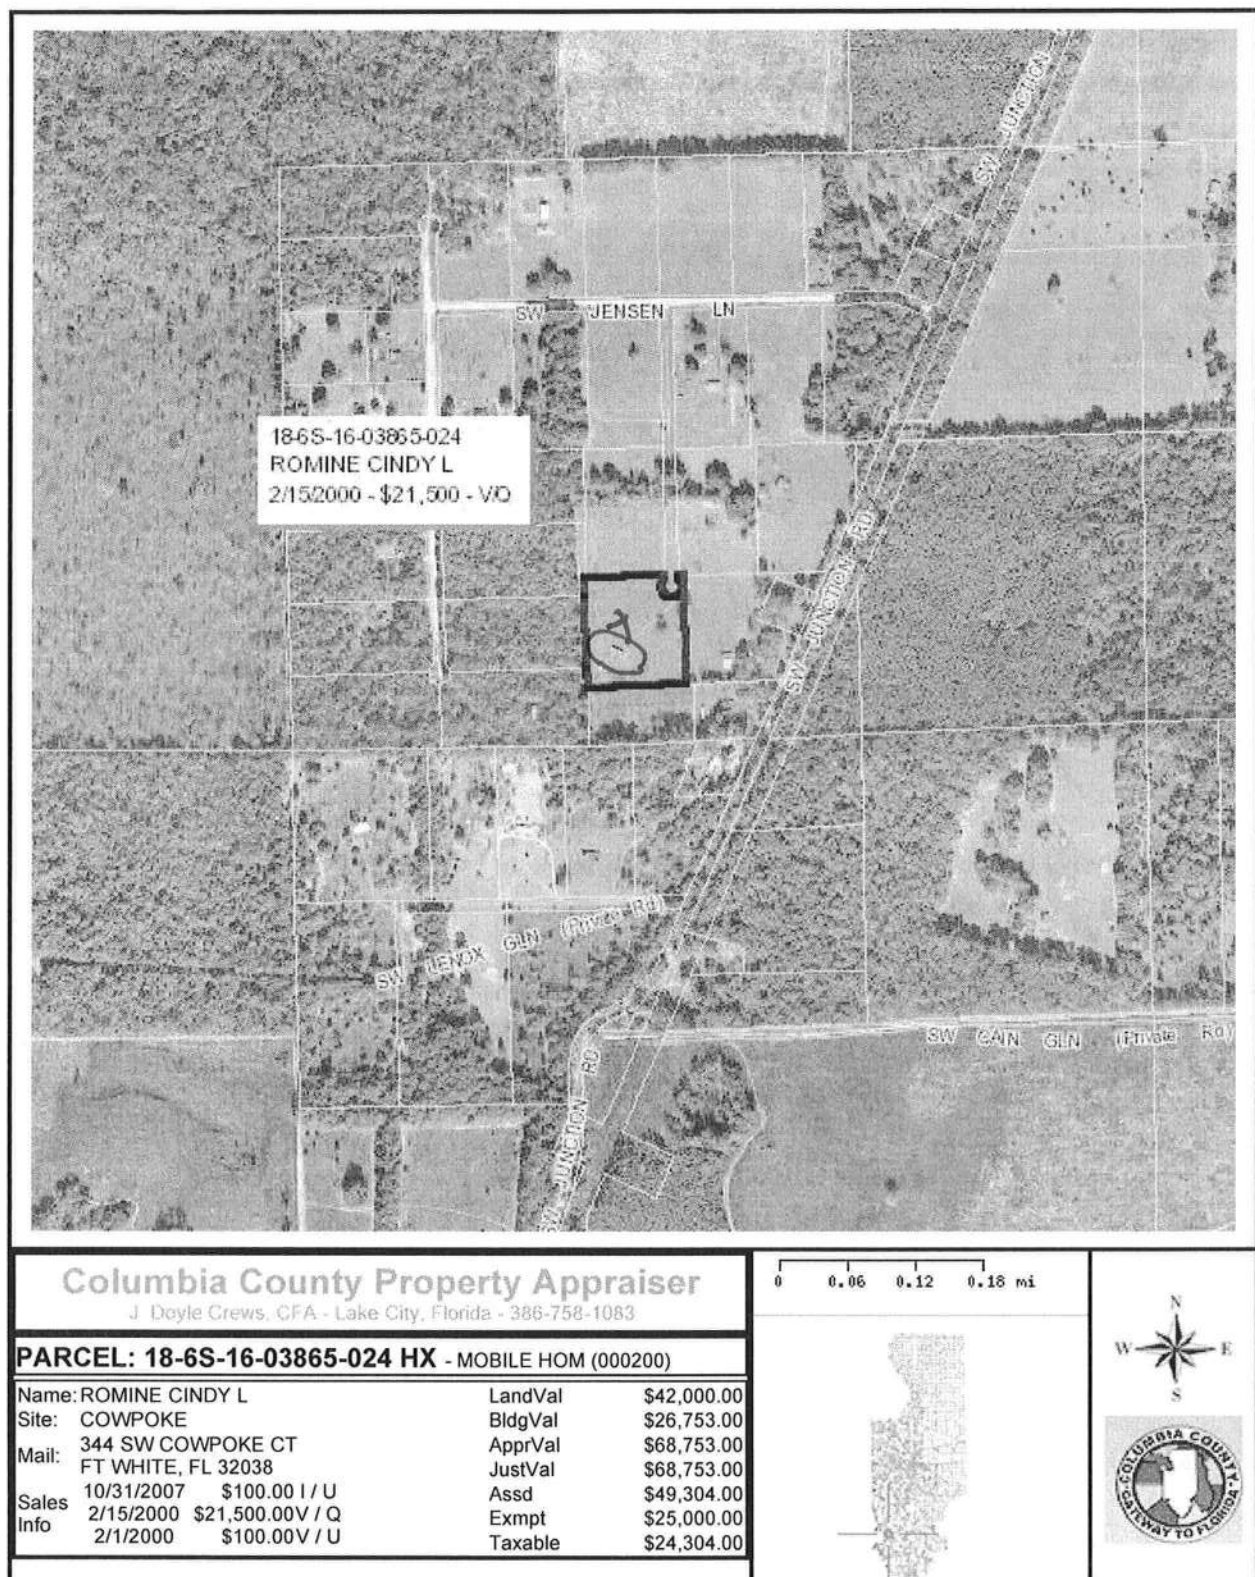 SW JUNCTION
SW JENSEN LN
18-6S-16-03865-024
ROMINE CINDY L
2/15/2000 - $21,500 - V/Q
SW JUNCTION RD
SW LENOX GLN (Private Rd)
SW CAIN GLN (Private Rd)
SW JUNCTION RD
Columbia County Property Appraiser
J. Doyle Crews, CFA - Lake City, Florida - 386-758-1083
PARCEL: 18-6S-16-03865-024 HX - MOBILE HOM (000200)
Name: ROMINE CINDY L LandVal $42,000.00
Site: COWPOKE BldgVal $26,753.00
Mail: 344 SW COWPOKE CT ApprVal $68,753.00
FT WHITE, FL 32038 JustVal $68,753.00
Sales Info 10/31/2007 $100.00 I / U Assd $49,304.00
2/15/2000 $21,500.00V / Q Exmpt $25,000.00
2/1/2000 $100.00V / U Taxable $24,304.00
0 0.06 0.12 0.18 mi
N
W E
S
COLUMBIA COUNTY
GATEWAY TO FLORIDA